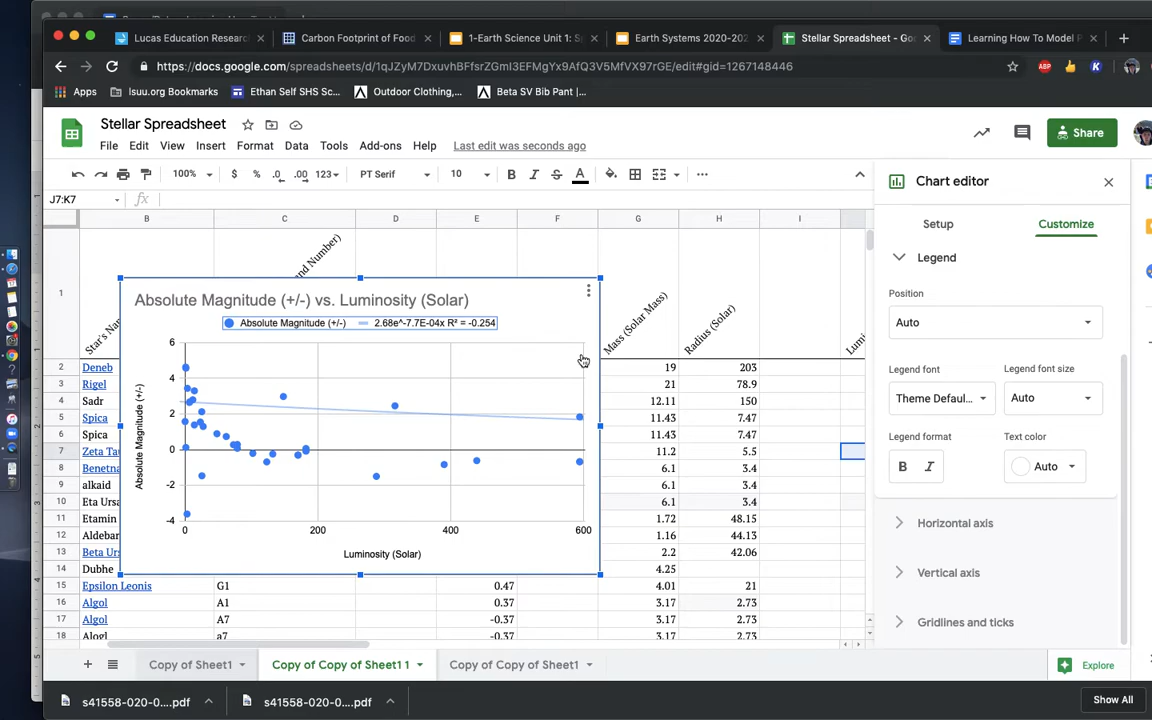 Lucas Education Resear
Carbon Footprint of Food
1-Earth Science Unit 1: S
Earth Systems 2020-202
Stellar Spreadsheet - Go
Learning How To Model P
https://docs.google.com/spreadsheets/d/1qJZyM7DxuvhBFfsrZGmI3EFMgYx9AfQ3V5MfVX97rGE/edit#gid=1267148446
ABP
K
Apps
lsuu.org Bookmarks
Ethan Self SHS Sc...
Outdoor Clothing,...
Beta SV Bib Pant |...
Stellar Spreadsheet
Share
File Edit View Insert Format Data Tools Add-ons Help Last edit was seconds ago
100% $ % .0 .00 123 PT Serif 10 B I S A
J7:K7 fx
Chart editor
Setup Customize
B C D E F G H I
1
Star's Na
and Number)
Mass (Solar Mass)
Radius (Solar)
Lumi
2 Deneb 19 203
3 Rigel 21 78.9
4 Sadr 12.11 150
5 Spica 11.43 7.47
6 Spica 11.43 7.47
7 Zeta Tau 11.2 5.5
8 Benetna 6.1 3.4
9 alkaid 6.1 3.4
10 Eta Ursa 6.1 3.4
11 Etamin 1.72 48.15
12 Aldebar 1.16 44.13
13 Beta Ur 2.2 42.06
14 Dubhe 4.25
15 Epsilon Leonis G1 0.47 4.01 21
16 Algol A1 0.37 3.17 2.73
17 Algol A7 -0.37 3.17 2.73
18 Alogl a7 3.17 2.73
Absolute Magnitude (+/-) vs. Luminosity (Solar)
Absolute Magnitude (+/-) 2.68e^-7.7E-04x R² = -0.254
Absolute Magnitude (+/-)
6
4
2
0
-2
-4
0 200 400 600
Luminosity (Solar)
Legend
Position
Auto
Legend font Legend font size
Theme Defaul... Auto
Legend format Text color
B I Auto
Horizontal axis
Vertical axis
Gridlines and ticks
Copy of Sheet1 Copy of Copy of Sheet1 1 Copy of Copy of Sheet1
Explore
s41558-020-0....pdf s41558-020-0....pdf
Show All